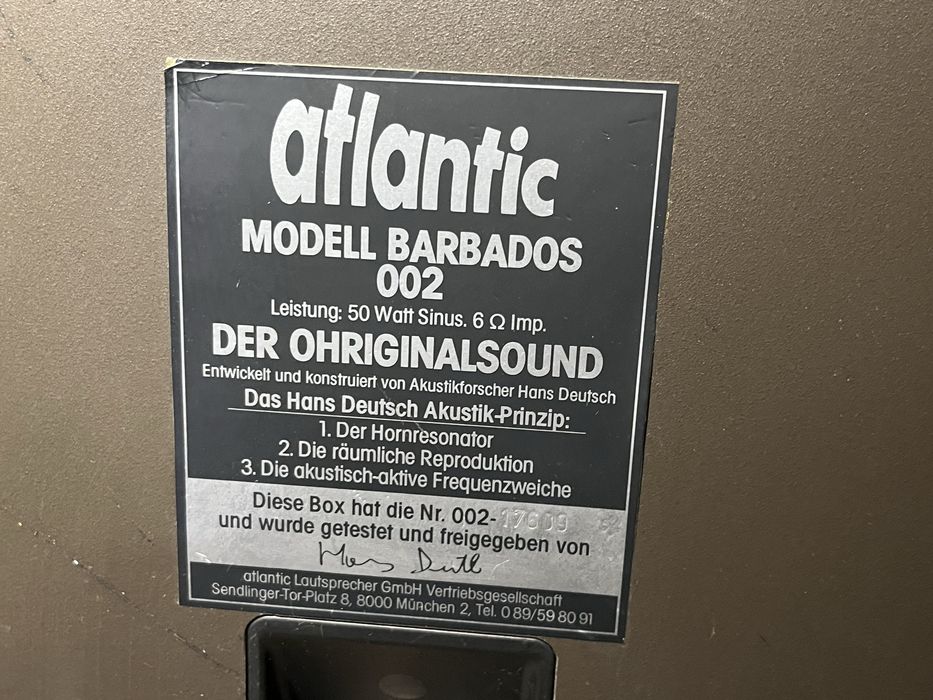 atlantic
MODELL BARBADOS
002
Leistung: 50 Watt Sinus. 6 Ω Imp.
DER OHRIGINALSOUND
Entwickelt und konstruiert von Akustikforscher Hans Deutsch
Das Hans Deutsch Akustik-Prinzip:
1. Der Hornresonator
2. Die räumliche Reproduktion
3. Die akustisch-aktive Frequenzweiche
Diese Box hat die Nr. 002-17609
und wurde getestet und freigegeben von
Hans Deutsch
atlantic Lautsprecher GmbH Vertriebsgesellschaft
Sendlinger-Tor-Platz 8, 8000 München 2, Tel. 0 89/59 80 91